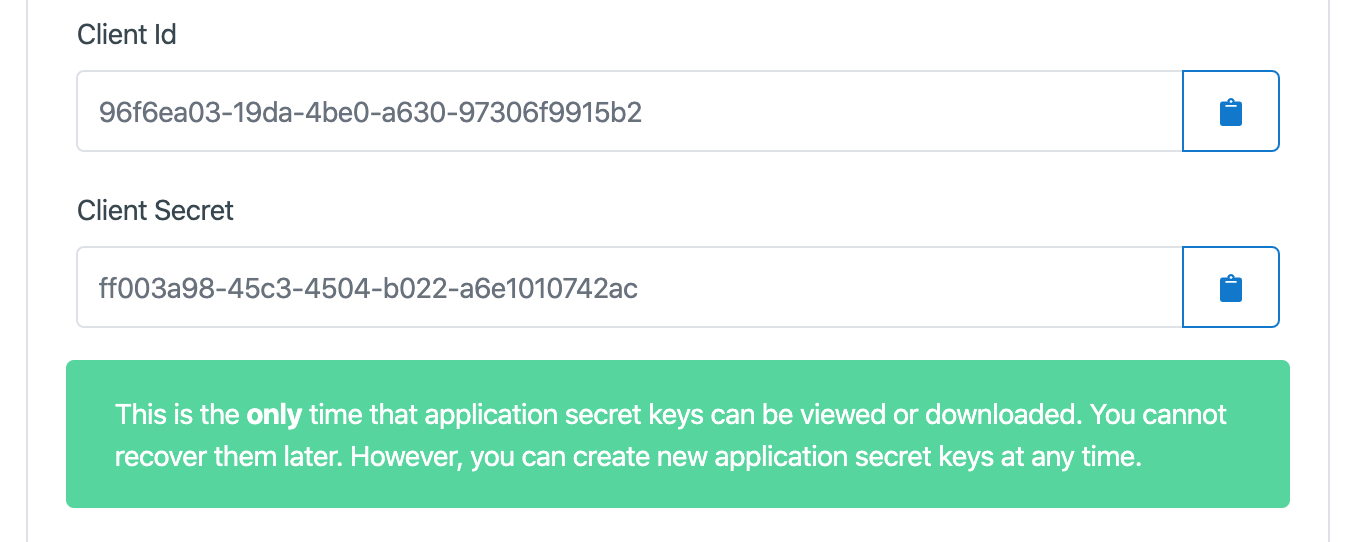 Client Id
96f6ea03-19da-4be0-a630-97306f9915b2
Client Secret
ff003a98-45c3-4504-b022-a6e1010742ac
This is the only time that application secret keys can be viewed or downloaded. You cannot
recover them later. However, you can create new application secret keys at any time.